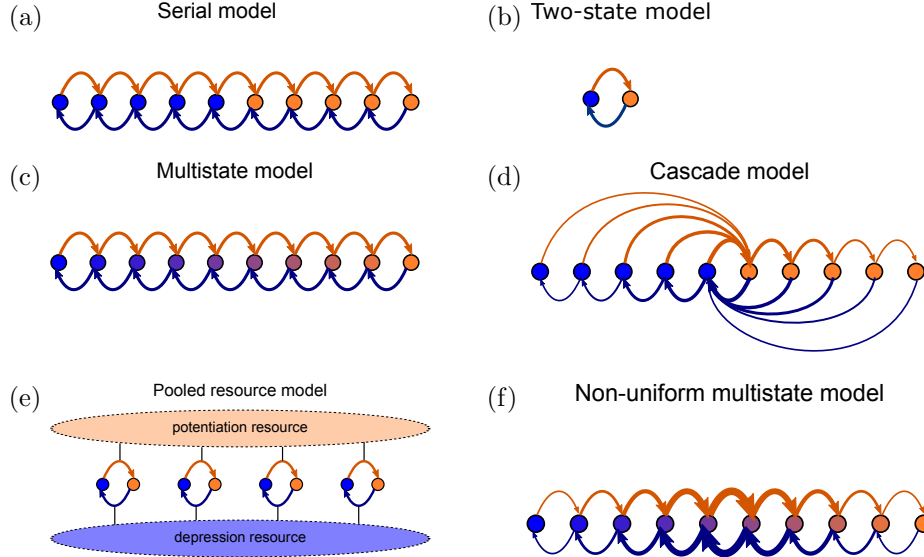 (a) Serial model
(b) Two-state model
(c) Multistate model
(d) Cascade model
(e) Pooled resource model
potentiation resource
depression resource
(f) Non-uniform multistate model